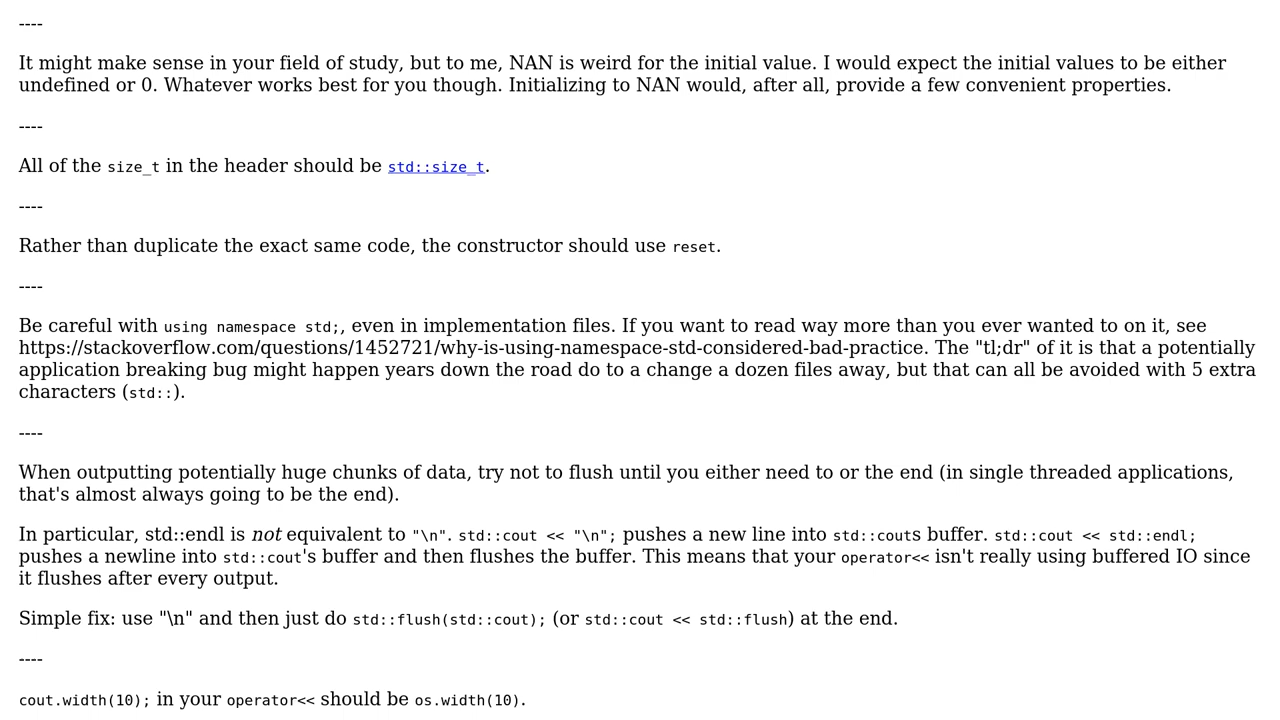 ----
It might make sense in your field of study, but to me, NAN is weird for the initial value. I would expect the initial values to be either
undefined or 0. Whatever works best for you though. Initializing to NAN would, after all, provide a few convenient properties.
----
All of the size_t in the header should be std::size_t.
----
Rather than duplicate the exact same code, the constructor should use reset.
----
Be careful with using namespace std;, even in implementation files. If you want to read way more than you ever wanted to on it, see
https://stackoverflow.com/questions/1452721/why-is-using-namespace-std-considered-bad-practice. The "tl;dr" of it is that a potentially
application breaking bug might happen years down the road do to a change a dozen files away, but that can all be avoided with 5 extra
characters (std::).
----
When outputting potentially huge chunks of data, try not to flush until you either need to or the end (in single threaded applications,
that's almost always going to be the end).
In particular, std::endl is not equivalent to "\n". std::cout << "\n"; pushes a new line into std::couts buffer. std::cout << std::endl;
pushes a newline into std::cout's buffer and then flushes the buffer. This means that your operator<< isn't really using buffered IO since
it flushes after every output.
Simple fix: use "\n" and then just do std::flush(std::cout); (or std::cout << std::flush) at the end.
----
cout.width(10); in your operator<< should be os.width(10).